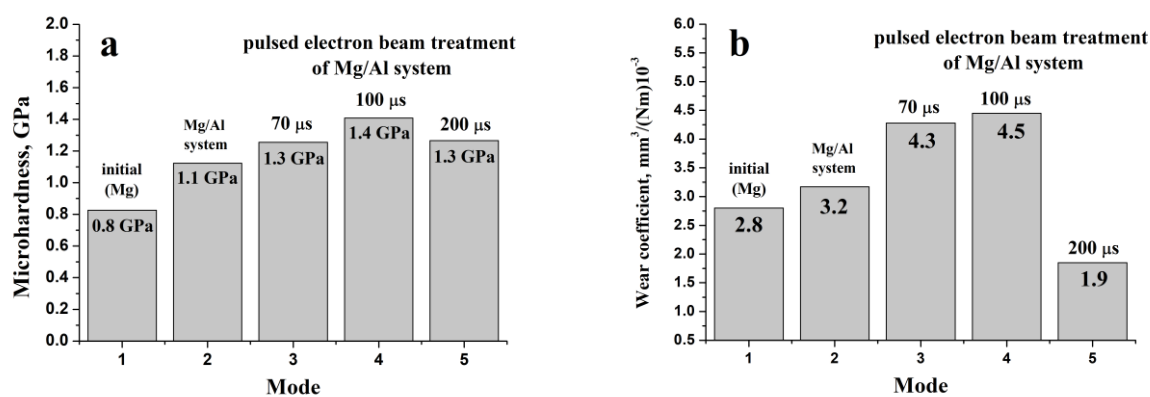 a
pulsed electron beam treatment
of Mg/Al system
Microhardness, GPa
2.0
1.8
1.6
1.4
1.2
1.0
0.8
0.6
0.4
0.2
0.0
initial
(Mg)
0.8 GPa
Mg/Al
system
1.1 GPa
70 μs
1.3 GPa
100 μs
1.4 GPa
200 μs
1.3 GPa
1 2 3 4 5
Mode
b
pulsed electron beam treatment
of Mg/Al system
Wear coefficient, mm³/(Nm)10⁻³
6.0
5.5
5.0
4.5
4.0
3.5
3.0
2.5
2.0
1.5
1.0
0.5
initial
(Mg)
2.8
Mg/Al
system
3.2
70 μs
4.3
100 μs
4.5
200 μs
1.9
1 2 3 4 5
Mode